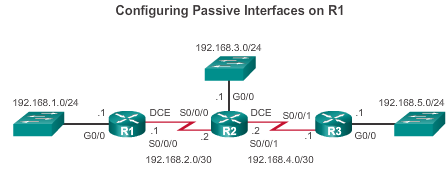 Configuring Passive Interfaces on R1
192.168.3.0/24
.1 G0/0
192.168.1.0/24
.1
G0/0
R1
DCE
.1
S0/0/0
S0/0/0
.2
192.168.2.0/30
R2
DCE
.2
S0/0/1
S0/0/1
.1
192.168.4.0/30
R3
.1
G0/0
192.168.5.0/24